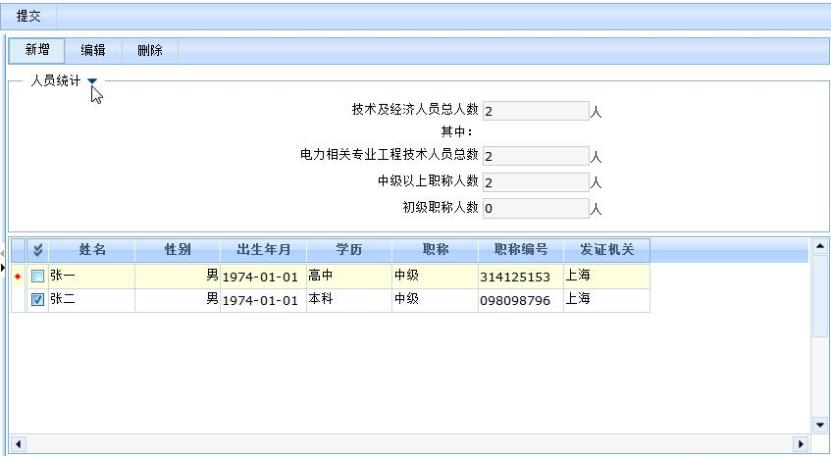 提交
新增 编辑 删除
人员统计
技术及经济人员总人数 2 人
其中：
电力相关专业工程技术人员总数 2 人
中级以上职称人数 2 人
初级职称人数 0 人
姓名 性别 出生年月 学历 职称 职称编号 发证机关
张一 男 1974-01-01 高中 中级 314125153 上海
张二 男 1974-01-01 本科 中级 098098796 上海